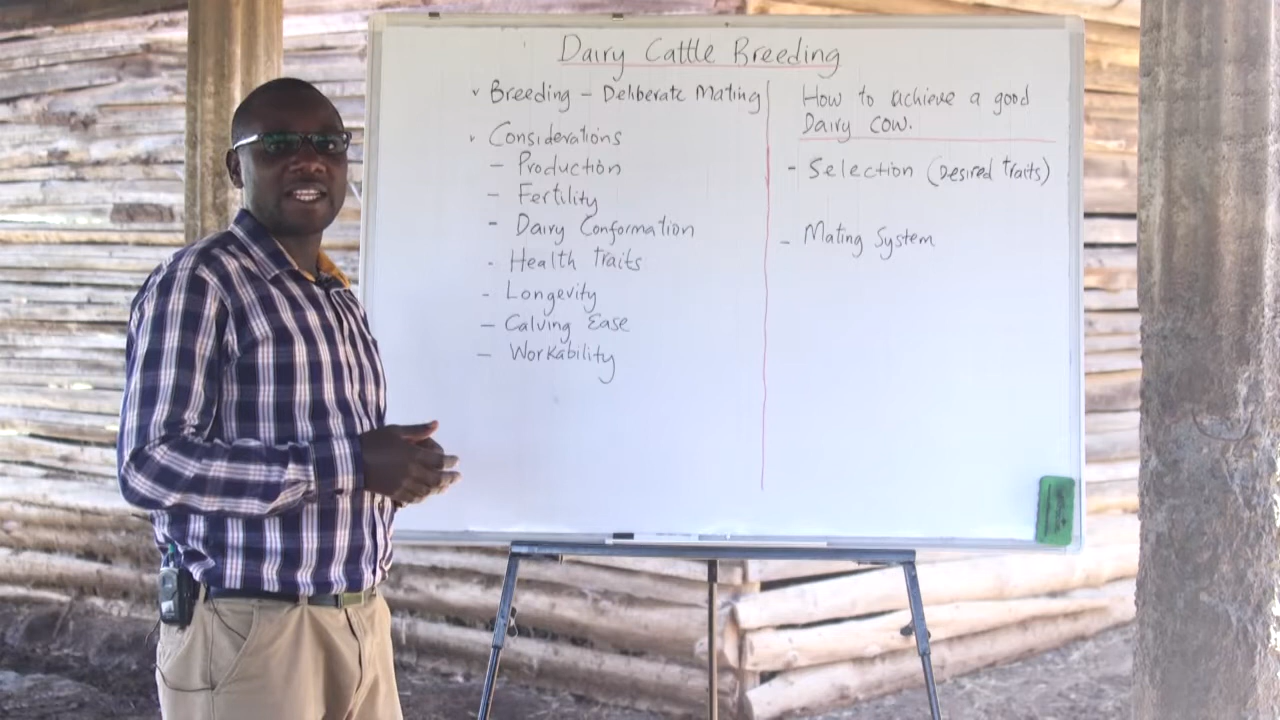 Dairy Cattle Breeding
Breeding - Deliberate Mating
Considerations
- Production
- Fertility
- Dairy Conformation
- Health Traits
- Longevity
- Calving Ease
- Workability
How to achieve a good
Dairy cow.
- Selection (Desired traits)
- Mating System